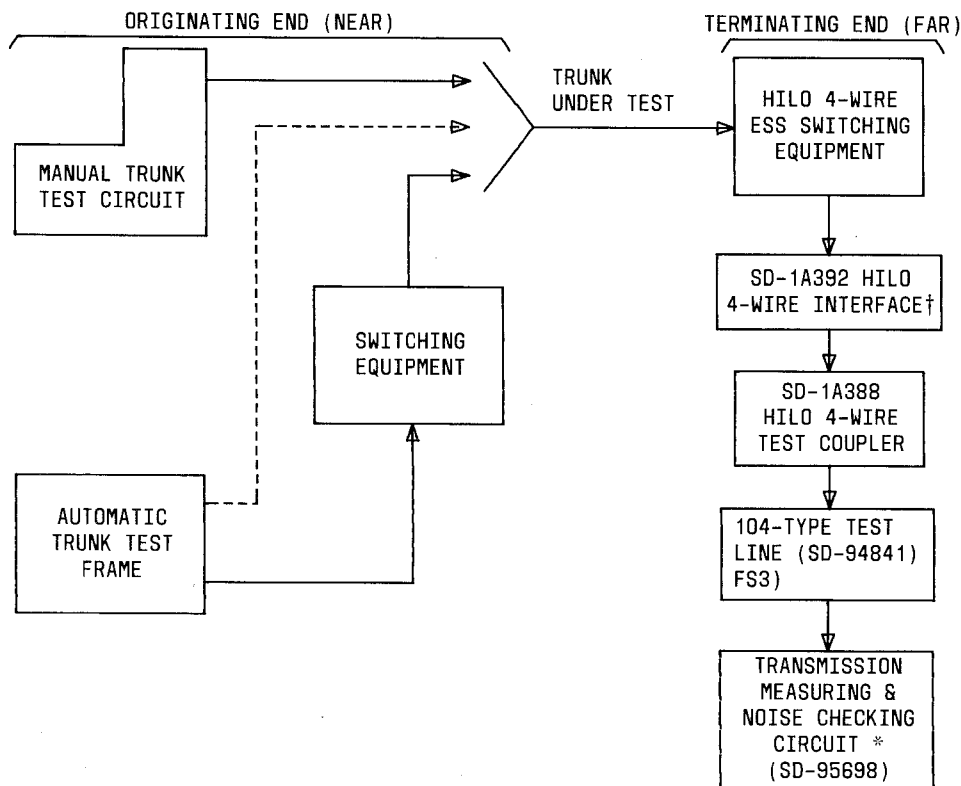 ORIGINATING END (NEAR)
TERMINATING END (FAR)
MANUAL TRUNK
TEST CIRCUIT
TRUNK
UNDER TEST
HILO 4-WIRE
ESS SWITCHING
EQUIPMENT
SD-1A392 HILO
4-WIRE INTERFACE†
SWITCHING
EQUIPMENT
SD-1A388
HILO 4-WIRE
TEST COUPLER
AUTOMATIC
TRUNK TEST
FRAME
104-TYPE TEST
LINE (SD-94841)
FS3)
TRANSMISSION
MEASURING &
NOISE CHECKING
CIRCUIT *
(SD-95698)